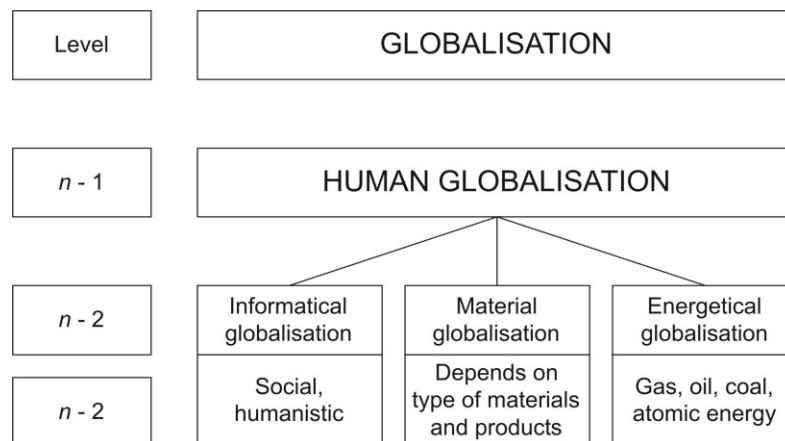 Level
GLOBALISATION
n - 1
HUMAN GLOBALISATION
n - 2
Informatical
globalisation
Material
globalisation
Energetical
globalisation
n - 2
Social,
humanistic
Depends on
type of materials
and products
Gas, oil, coal,
atomic energy